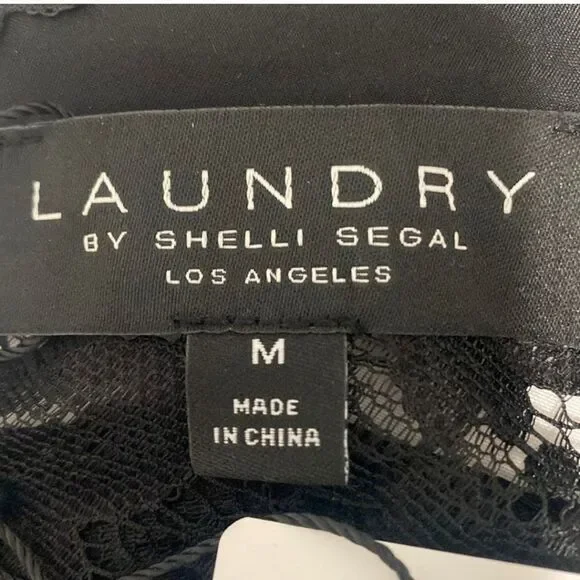 LAUNDRY
BY SHELLI SEGAL
LOS ANGELES
M
MADE
IN CHINA